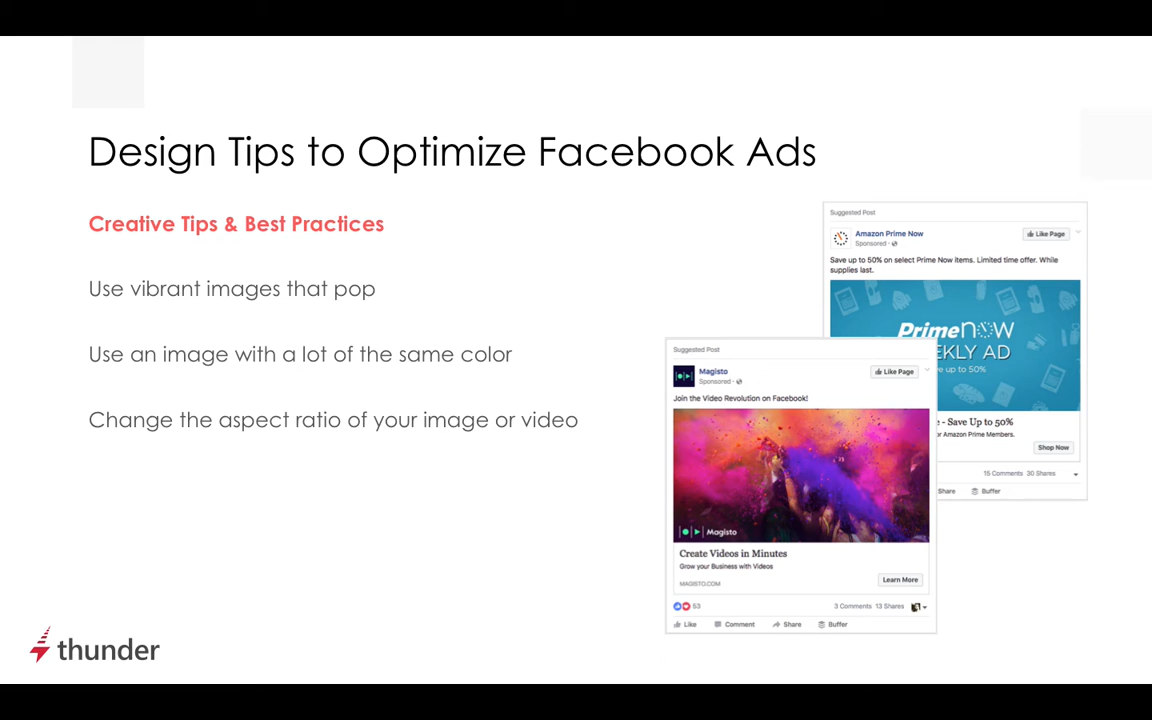 Design Tips to Optimize Facebook Ads
Creative Tips & Best Practices
Use vibrant images that pop
Use an image with a lot of the same color
Change the aspect ratio of your image or video
Suggested Post
Amazon Prime Now
Sponsored ·
Like Page
Save up to 50% on select Prime Now items. Limited time offer. While
supplies last.
Primenow
EKLY AD
e up to 50%
e - Save Up to 50%
or Amazon Prime Members.
Shop Now
15 Comments 30 Shares
Share Buffer
Suggested Post
Magisto
Sponsored ·
Like Page
Join the Video Revolution on Facebook!
Magisto
Create Videos in Minutes
Grow your Business with Videos
MAGISTO.COM
Learn More
53
3 Comments 13 Shares
Like Comment Share Buffer
thunder